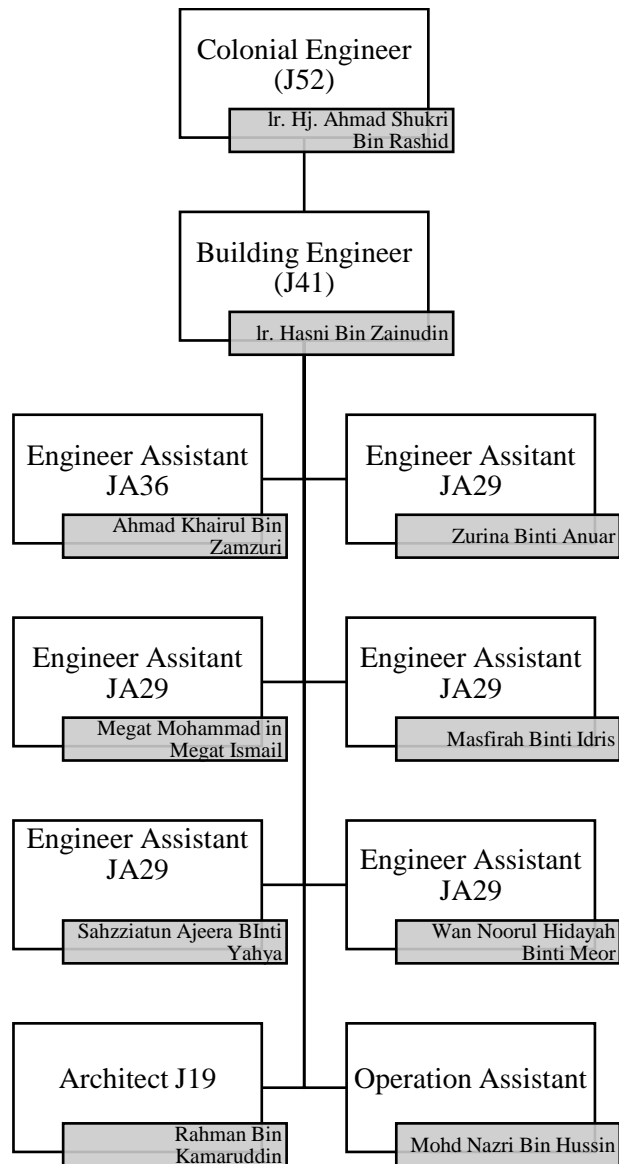 Colonial Engineer
(J52)
lr. Hj. Ahmad Shukri
Bin Rashid
Building Engineer
(J41)
lr. Hasni Bin Zainudin
Engineer Assistant
JA36
Ahmad Khairul Bin
Zamzuri
Engineer Assitant
JA29
Zurina Binti Anuar
Engineer Assitant
JA29
Megat Mohammad in
Megat Ismail
Engineer Assistant
JA29
Masfirah Binti Idris
Engineer Assistant
JA29
Sahzziatun Ajeera BInti
Yahya
Engineer Assistant
JA29
Wan Noorul Hidayah
Binti Meor
Architect J19
Rahman Bin
Kamaruddin
Operation Assistant
Mohd Nazri Bin Hussin